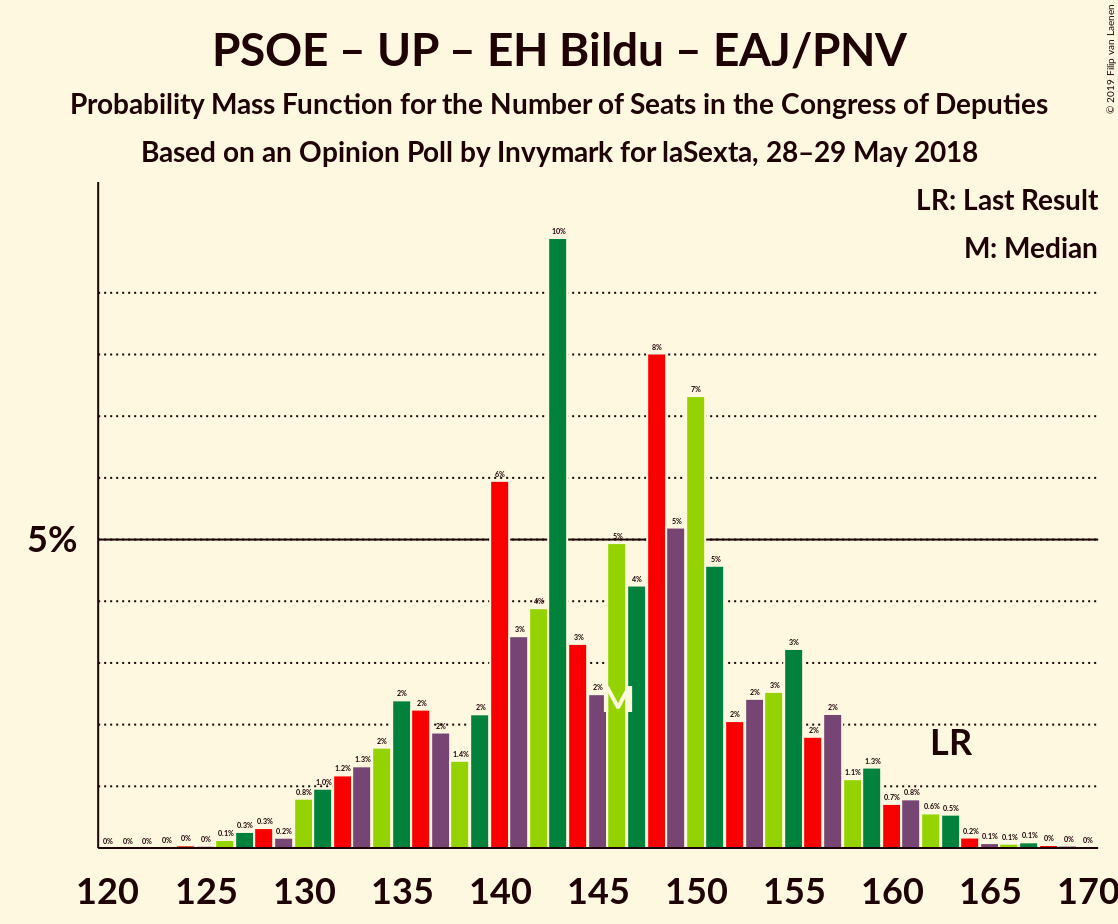 PSOE – UP – EH Bildu – EAJ/PNV
Probability Mass Function for the Number of Seats in the Congress of Deputies
Based on an Opinion Poll by Invymark for laSexta, 28–29 May 2018
© 2019 Filip van Laenen
LR: Last Result
M: Median
5%
0% 0% 0% 0% 0% 0% 0.1% 0.3% 0.3% 0.2% 0.8% 1.0% 1.2% 1.3% 2% 2% 2% 2% 1.4% 2% 6% 3% 4% 10% 3% 2% 5% 4% 8% 5% 7% 5% 2% 2% 3% 3% 2% 2% 1.1% 1.3% 0.7% 0.8% 0.6% 0.5% 0.2% 0.1% 0.1% 0.1% 0% 0% 0%
M
LR
120 125 130 135 140 145 150 155 160 165 170